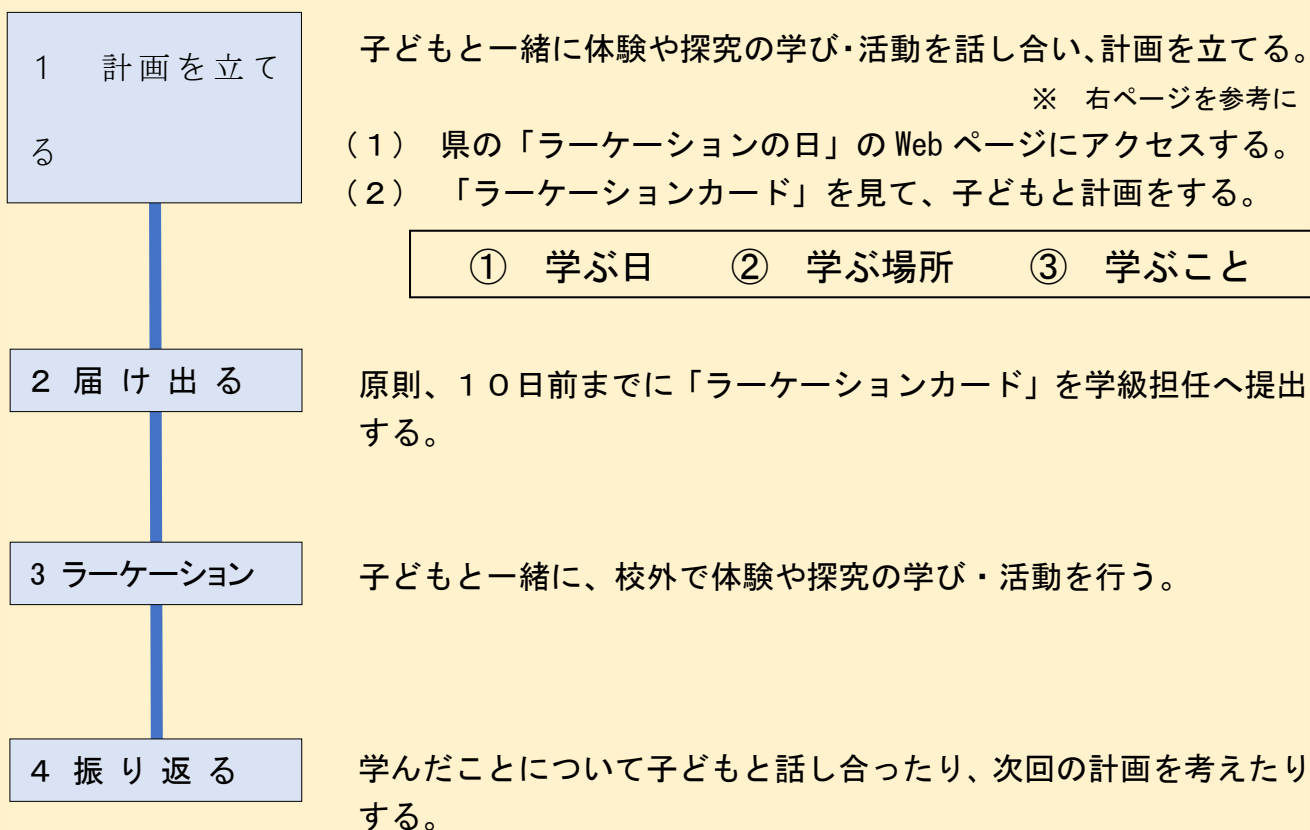 1　計画を立て
る
子どもと一緒に体験や探究の学び・活動を話し合い、計画を立てる。
※　右ページを参考に
（１）　県の「ラーケーションの日」の Web ページにアクセスする。
（２）　「ラーケーションカード」を見て、子どもと計画をする。
①　学ぶ日　　②　学ぶ場所　　③　学ぶこと
２ 届 け 出 る
原則、１０日前までに「ラーケーションカード」を学級担任へ提出
する。
3 ラーケーション
子どもと一緒に、校外で体験や探究の学び・活動を行う。
４ 振 り 返 る
学んだことについて子どもと話し合ったり、次回の計画を考えたり
する。